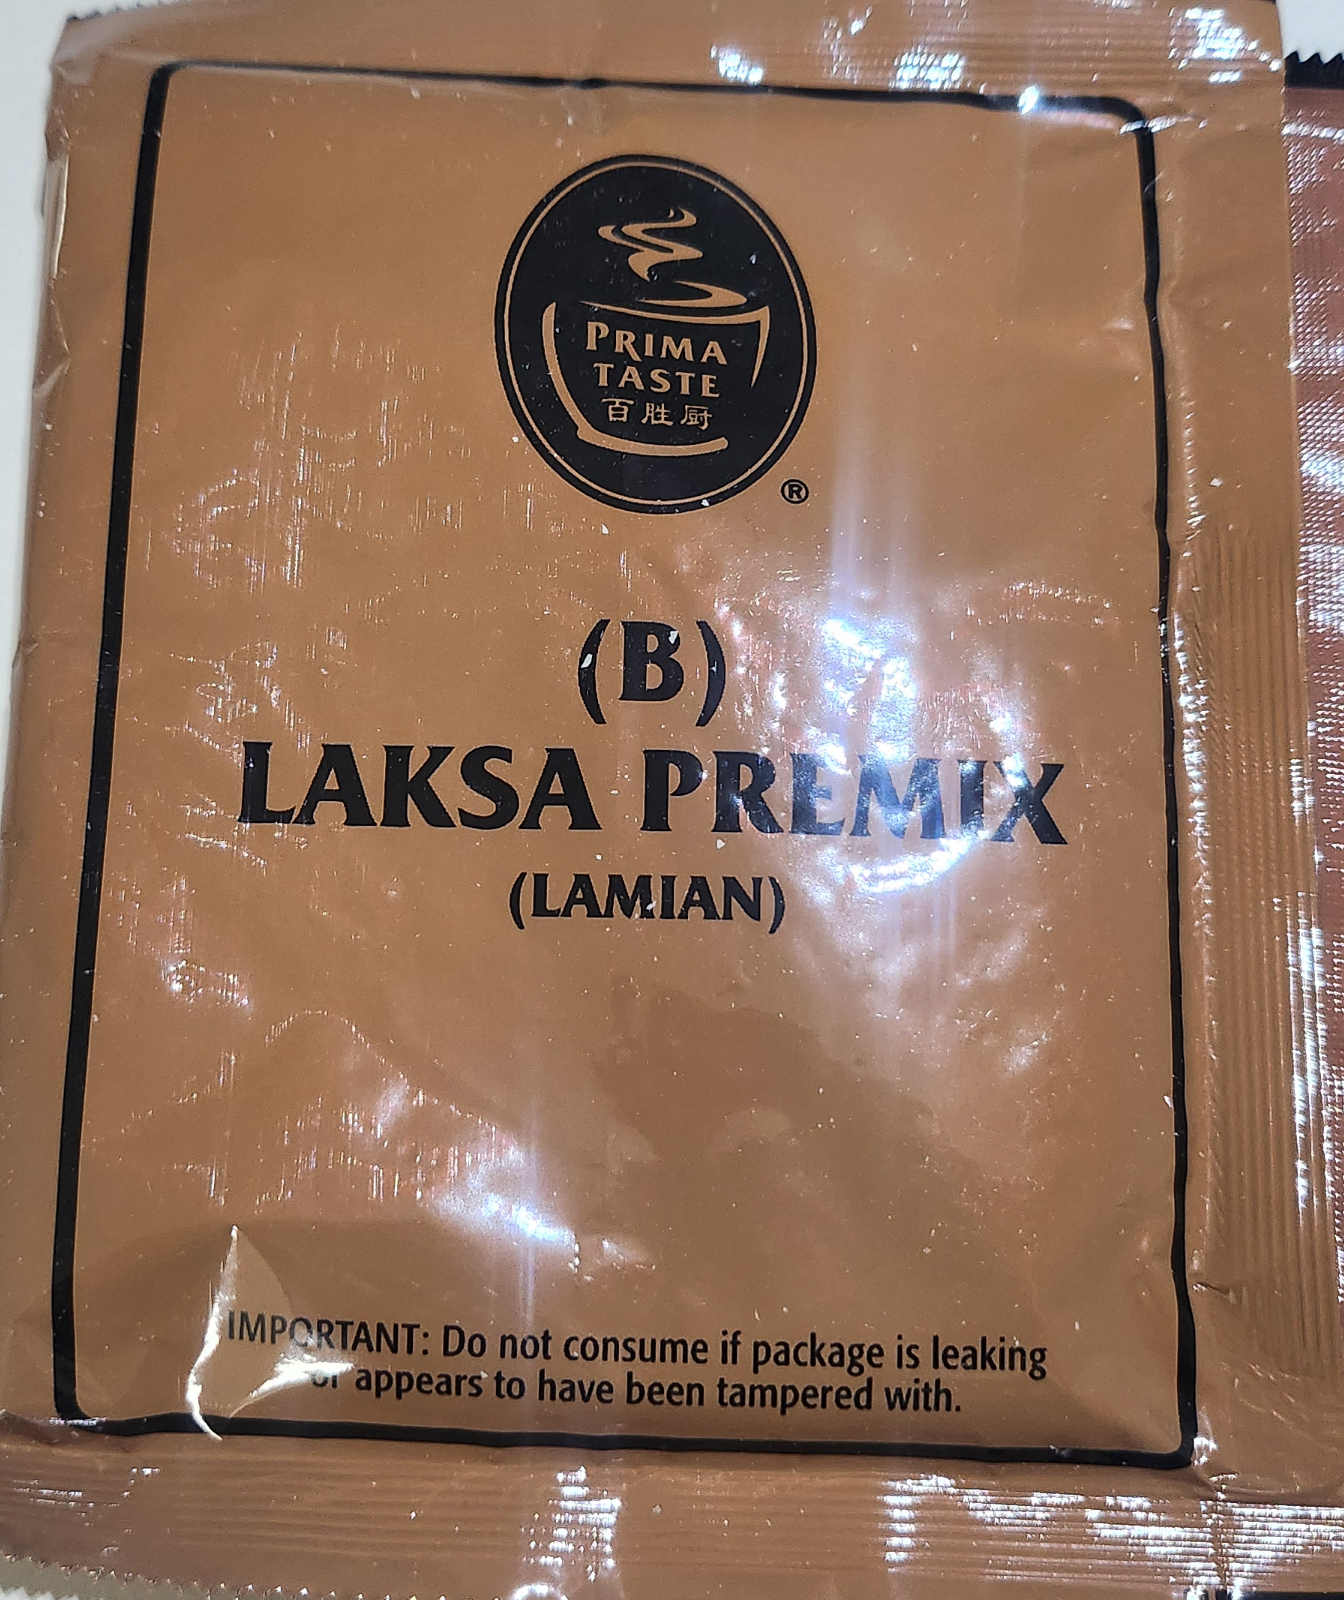 PRIMA
TASTE
百胜厨
®
(B)
LAKSA PREMIX
(LAMIAN)
IMPORTANT: Do not consume if package is leaking
or appears to have been tampered with.